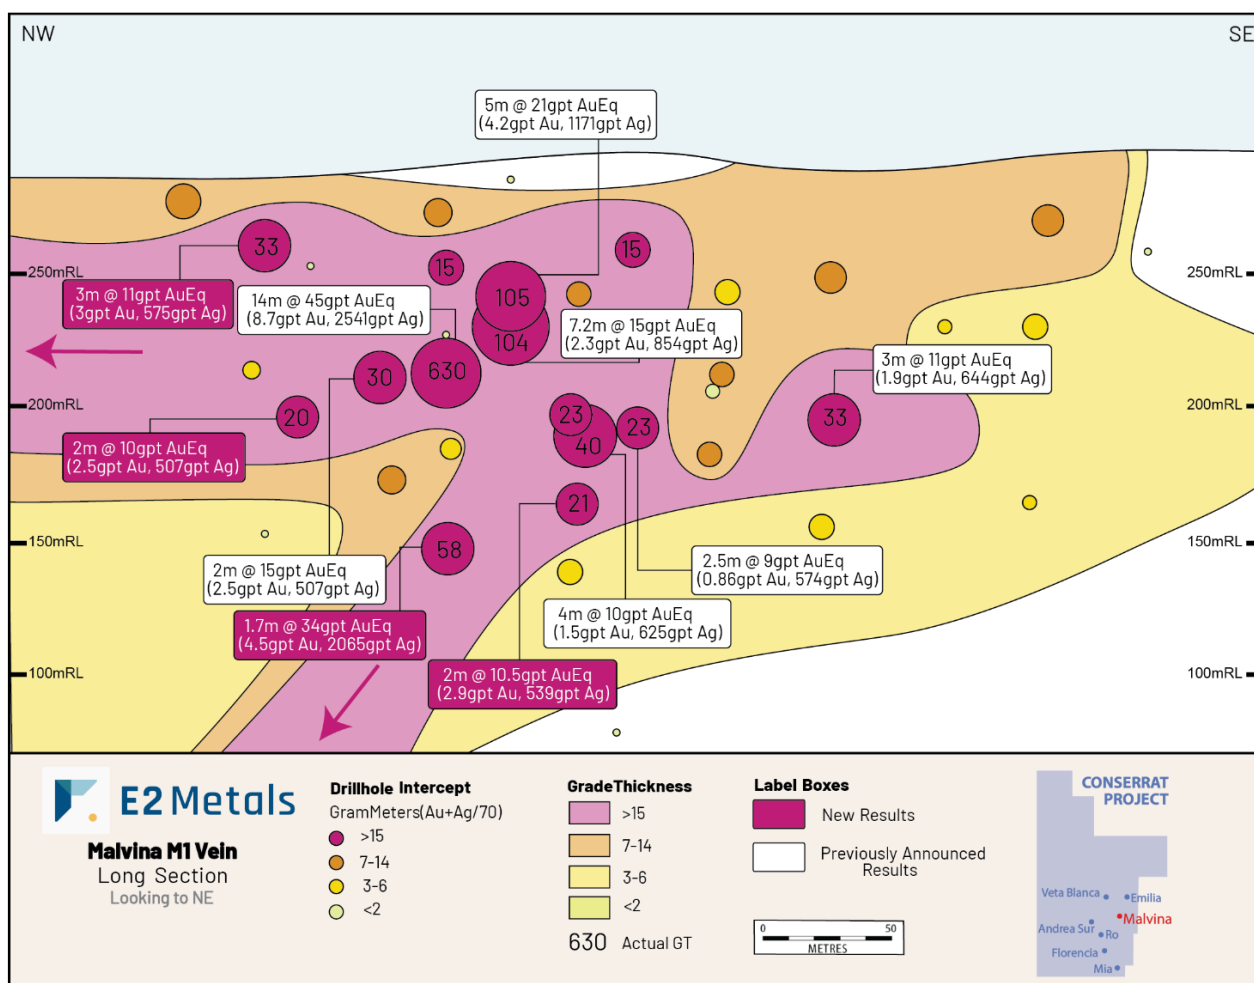 NW
SE
5m @ 21gpt AuEq
(4.2gpt Au, 1171gpt Ag)
33
15
15
250mRL
250mRL
3m @ 11gpt AuEq
(3gpt Au, 575gpt Ag)
14m @ 45gpt AuEq
(8.7gpt Au, 2541gpt Ag)
105
104
7.2m @ 15gpt AuEq
(2.3gpt Au, 854gpt Ag)
3m @ 11gpt AuEq
(1.9gpt Au, 644gpt Ag)
30
630
200mRL
200mRL
20
23
40
23
33
2m @ 10gpt AuEq
(2.5gpt Au, 507gpt Ag)
21
150mRL
150mRL
58
2m @ 15gpt AuEq
(2.5gpt Au, 507gpt Ag)
2.5m @ 9gpt AuEq
(0.86gpt Au, 574gpt Ag)
1.7m @ 34gpt AuEq
(4.5gpt Au, 2065gpt Ag)
4m @ 10gpt AuEq
(1.5gpt Au, 625gpt Ag)
100mRL
100mRL
2m @ 10.5gpt AuEq
(2.9gpt Au, 539gpt Ag)
E2Metals
Malvina M1 Vein
Long Section
Looking to NE
Drillhole Intercept
GramMeters(Au+Ag/70)
>15
7-14
3-6
<2
GradeThickness
>15
7-14
3-6
<2
630 Actual GT
Label Boxes
New Results
Previously Announced
Results
0 50
METRES
CONSERRAT
PROJECT
Veta Blanca
Emilia
Malvina
Andrea Sur
Ro
Florencia
Mia